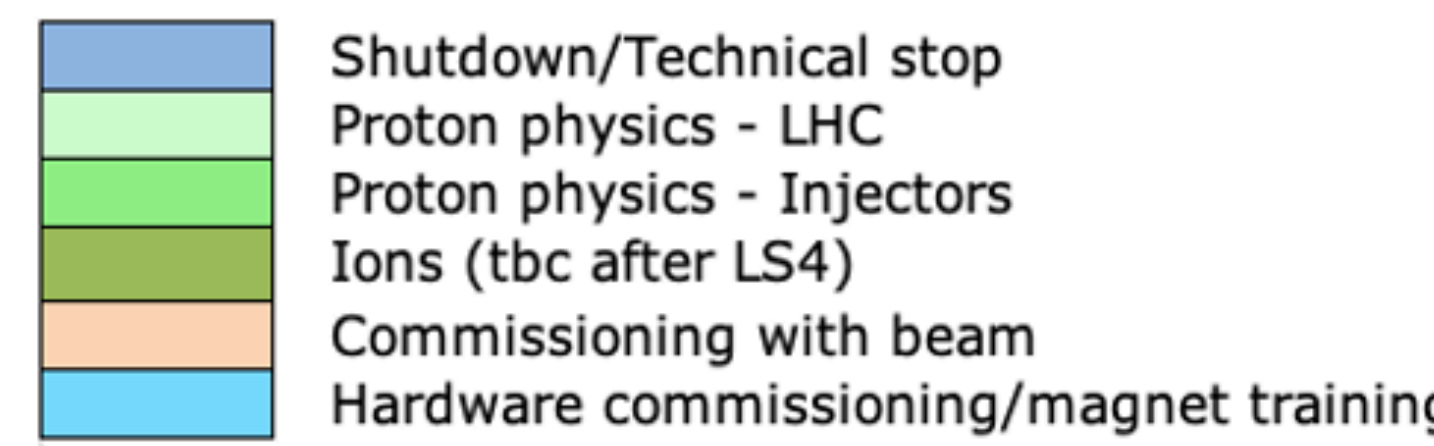 Shutdown/Technical stop
Proton physics - LHC
Proton physics - Injectors
Ions (tbc after LS4)
Commissioning with beam
Hardware commissioning/magnet training